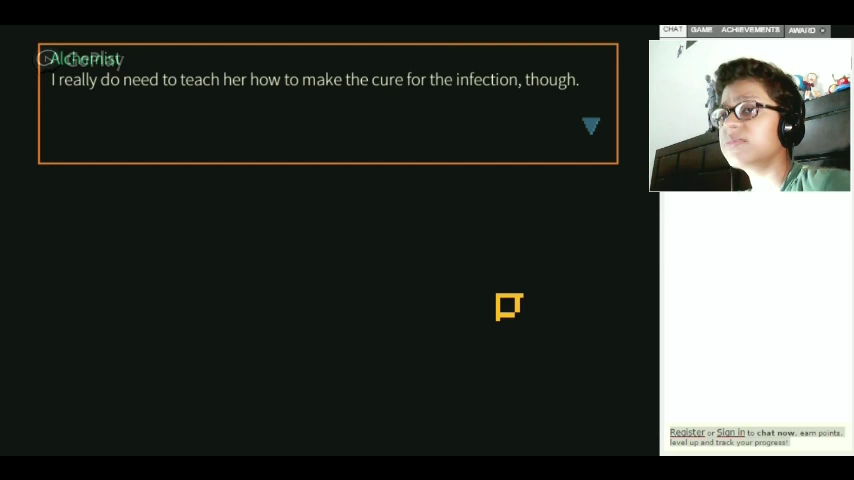 CHAT GAME ACHIEVEMENTS AWARD
Alchemist
I really do need to teach her how to make the cure for the infection, though.
Register or Sign in to chat now, earn points,
level up and track your progress!